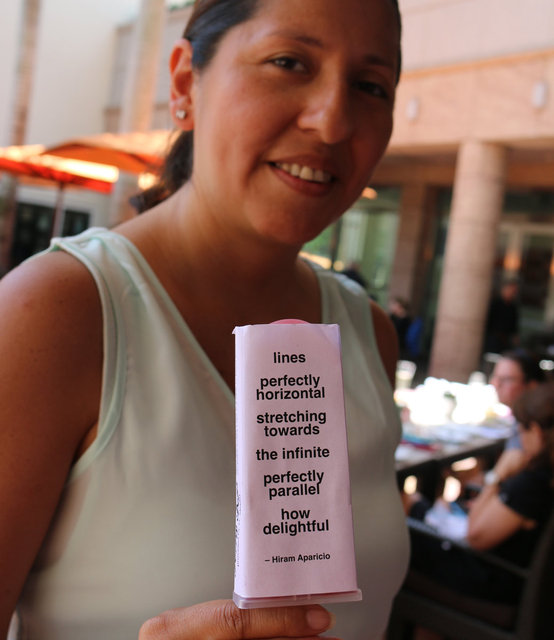 lines
perfectly
horizontal
stretching
towards
the infinite
perfectly
parallel
how
delightful
– Hiram Aparicio